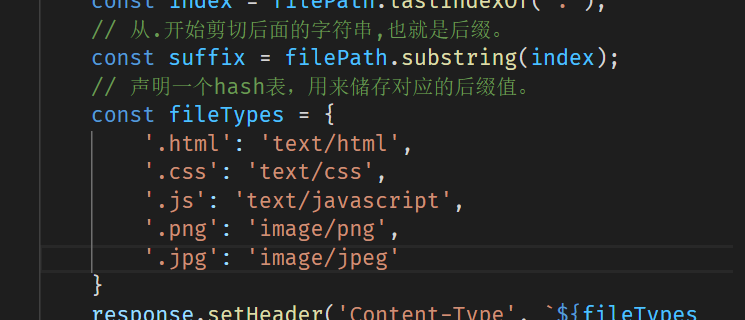 const index = filePath.lastIndexOf('.');
// 从.开始剪切后面的字符串,也就是后缀。
const suffix = filePath.substring(index);
// 声明一个hash表，用来储存对应的后缀值。
const fileTypes = {
'.html': 'text/html',
'.css': 'text/css',
'.js': 'text/javascript',
'.png': 'image/png',
'.jpg': 'image/jpeg'
}
response.setHeader('Content-Type', `${fileTypes